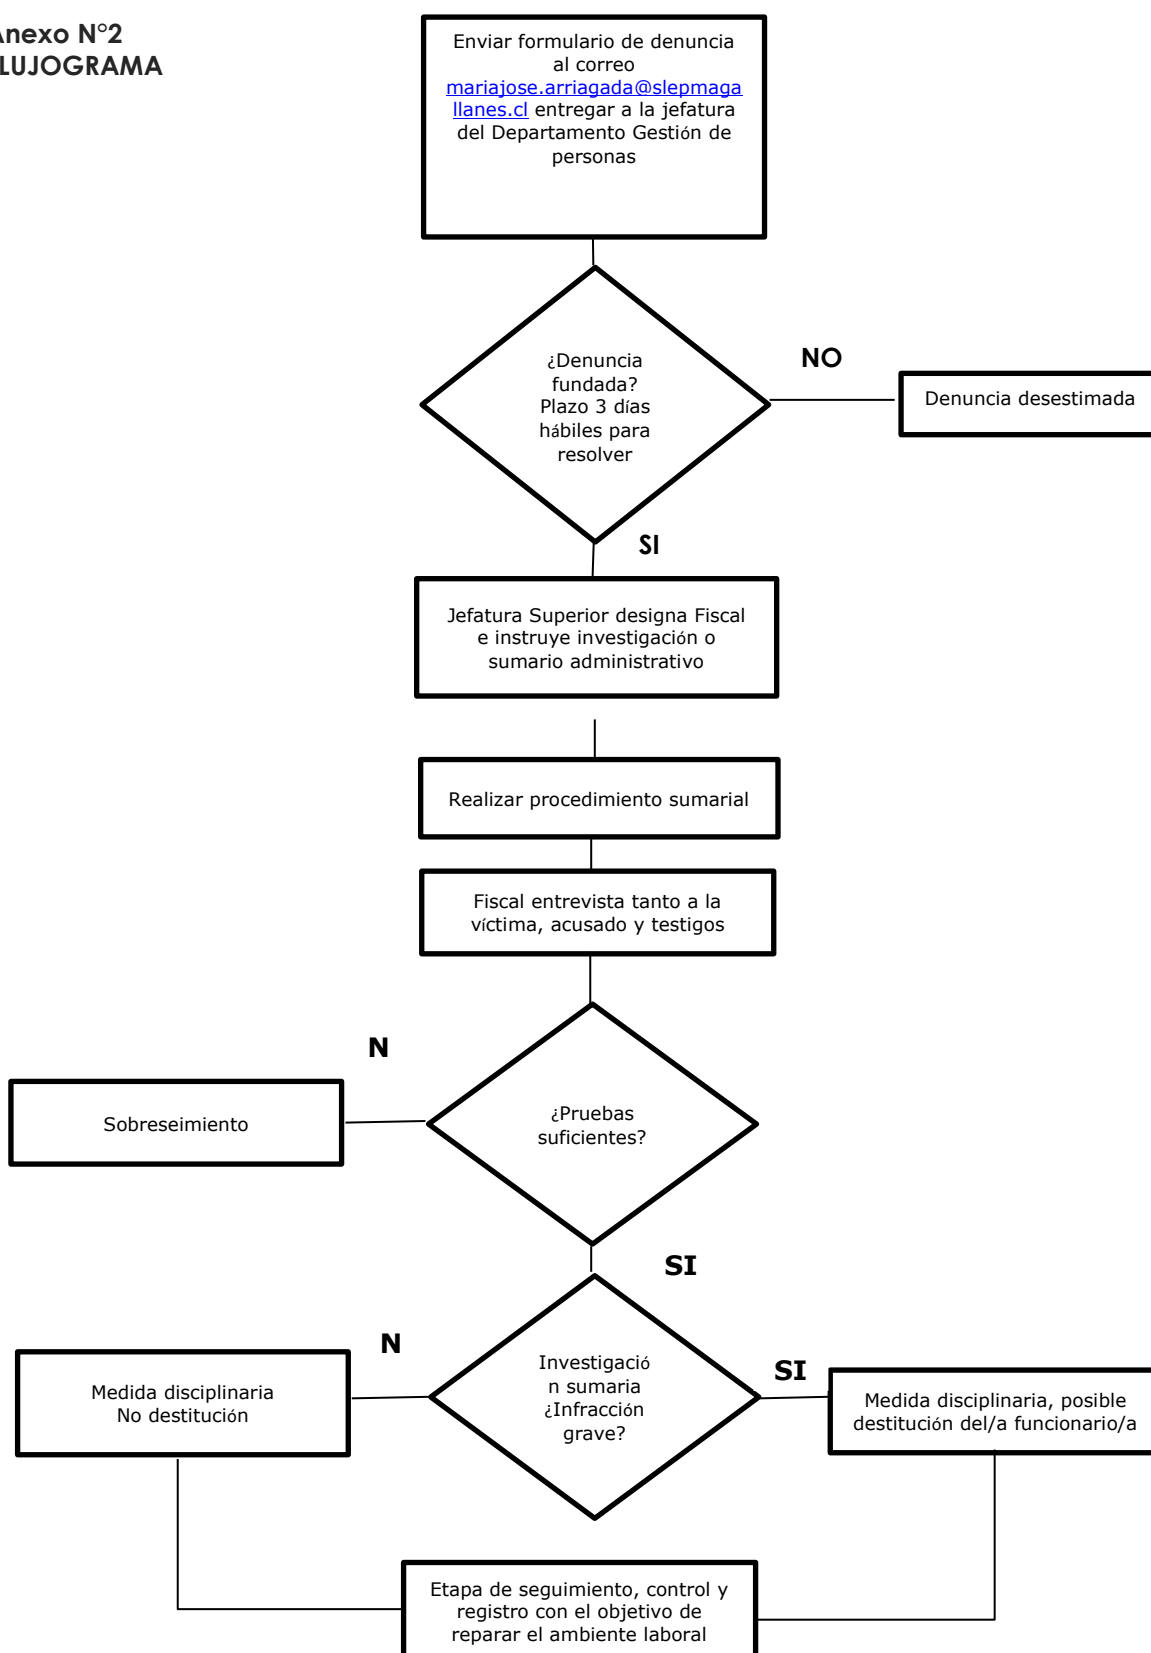 Anexo N°2
LUJOGRAMA
Enviar formulario de denuncia
al correo
mariajose.arriagada@slepmaga
llanes.cl entregar a la jefatura
del Departamento Gestión de
personas
¿Denuncia
fundada?
Plazo 3 días
hábiles para
resolver
NO
Denuncia desestimada
SI
Jefatura Superior designa Fiscal
e instruye investigación o
sumario administrativo
Realizar procedimiento sumarial
Fiscal entrevista tanto a la
víctima, acusado y testigos
N
¿Pruebas
suficientes?
Sobreseimiento
SI
N
Investigació
n sumaria
¿Infracción
grave?
SI
Medida disciplinaria
No destitución
Medida disciplinaria, posible
destitución del/a funcionario/a
Etapa de seguimiento, control y
registro con el objetivo de
reparar el ambiente laboral